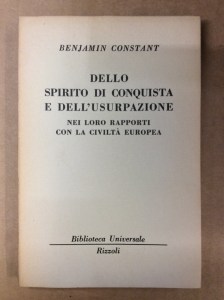 BENJAMIN CONSTANT
DELLO
SPIRITO DI CONQUISTA
E DELL'USURPAZIONE
NEI LORO RAPPORTI
CON LA CIVILTÀ EUROPEA
Biblioteca Universale
Rizzoli